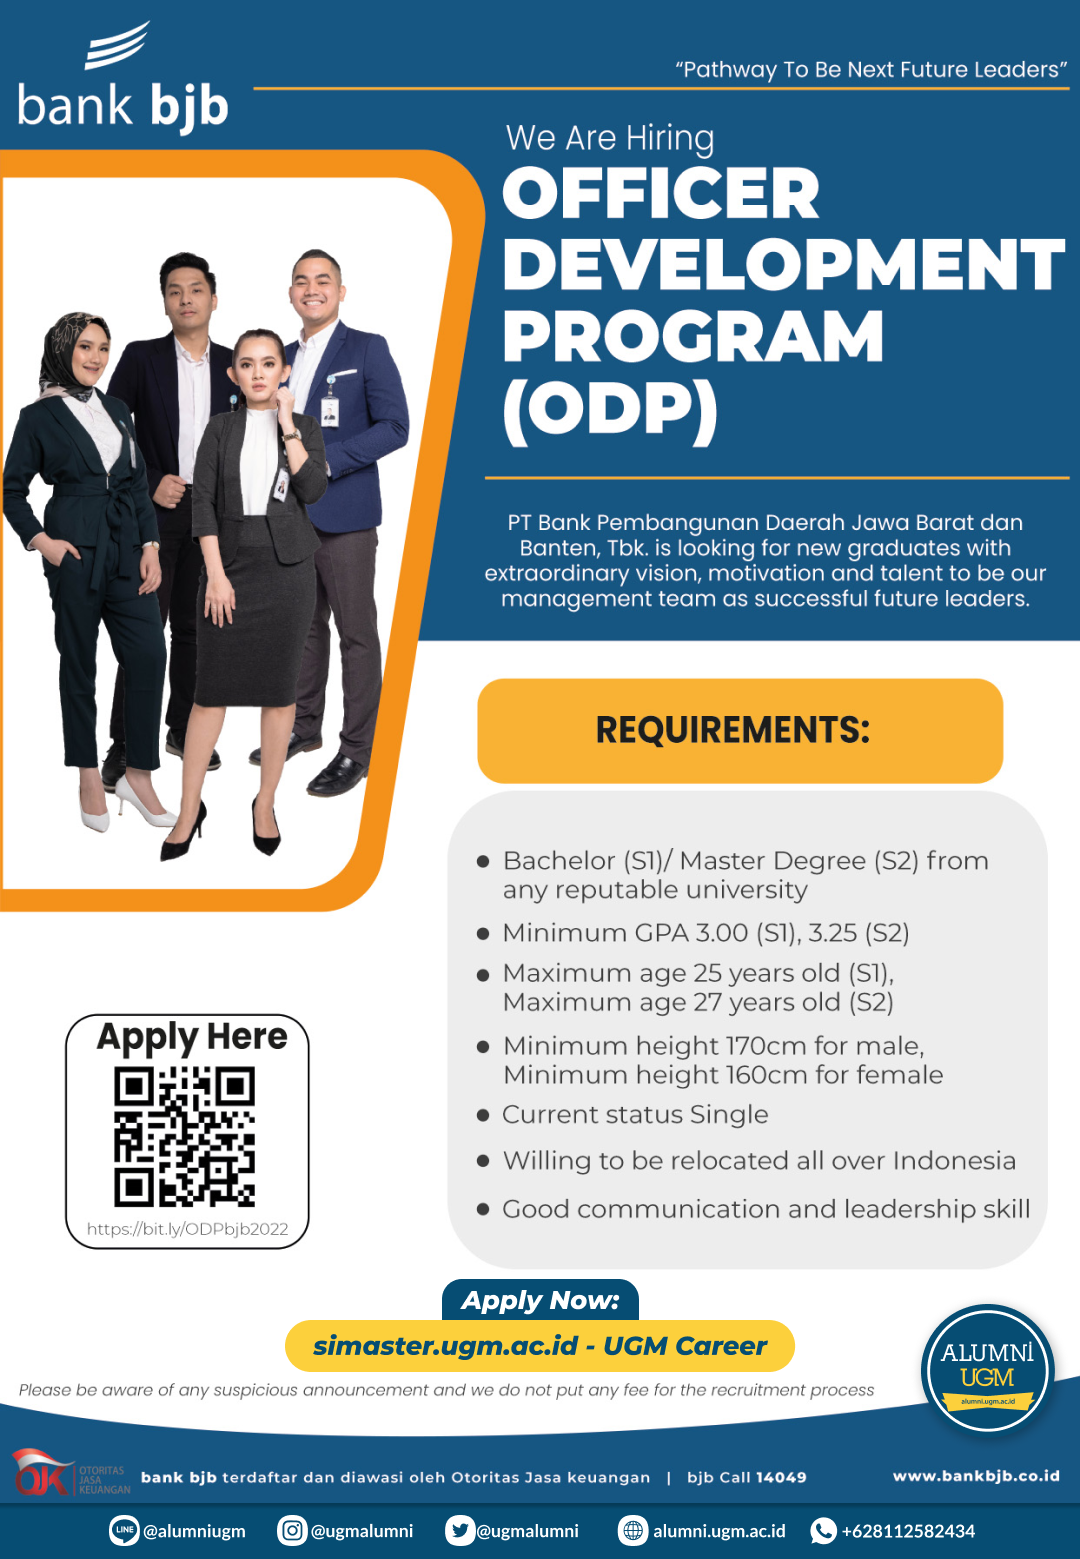 bank bjb
“Pathway To Be Next Future Leaders”
We Are Hiring
OFFICER
DEVELOPMENT
PROGRAM
(ODP)
PT Bank Pembangunan Daerah Jawa Barat dan
Banten, Tbk. is looking for new graduates with
extraordinary vision, motivation and talent to be our
management team as successful future leaders.
REQUIREMENTS:
● Bachelor (S1)/ Master Degree (S2) from
any reputable university
● Minimum GPA 3.00 (S1), 3.25 (S2)
● Maximum age 25 years old (S1),
Maximum age 27 years old (S2)
● Minimum height 170cm for male,
Minimum height 160cm for female
● Current status Single
● Willing to be relocated all over Indonesia
● Good communication and leadership skill
Apply Here
https://bit.ly/ODPbjb2022
Apply Now:
simaster.ugm.ac.id - UGM Career
Please be aware of any suspicious announcement and we do not put any fee for the recruitment process
ALUMNi
UGM
alumni.ugm.ac.id
OJK
OTORITAS
JASA
KEUANGAN
bank bjb terdaftar dan diawasi oleh Otoritas Jasa keuangan | bjb Call 14049
www.bankbjb.co.id
LINE @alumniugm @ugmalumni @ugmalumni alumni.ugm.ac.id +628112582434